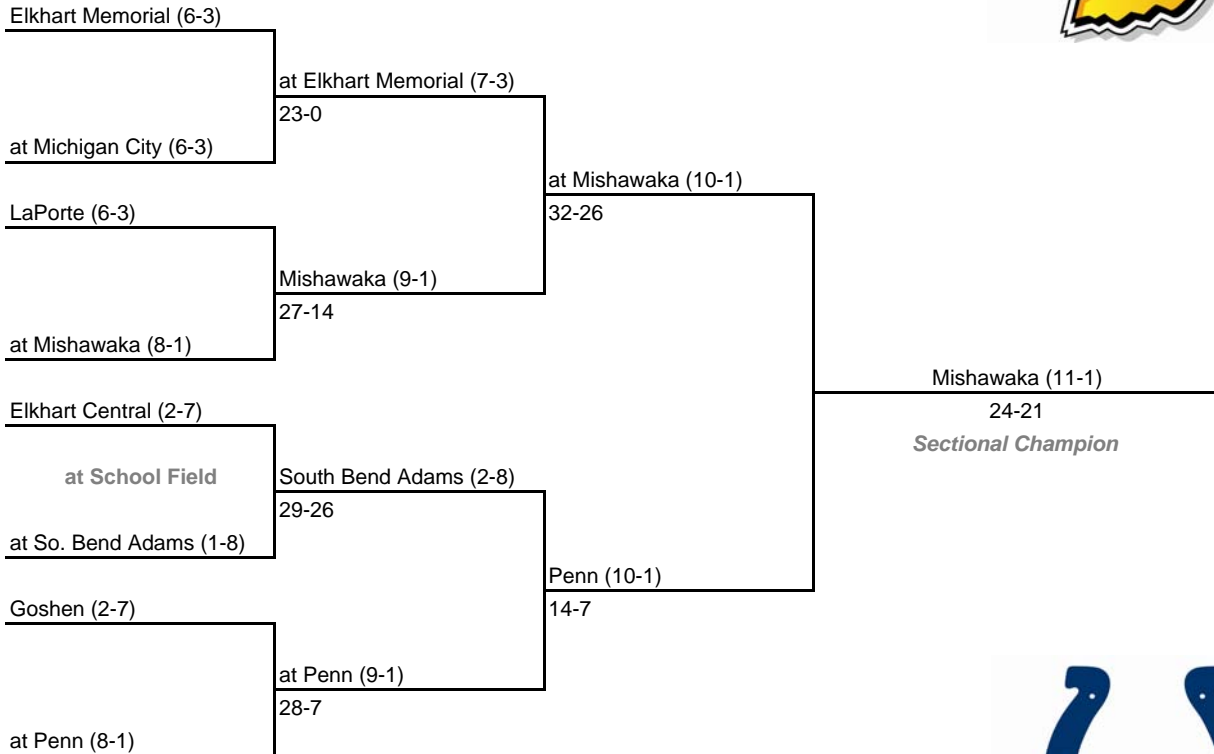 Elkhart Memorial (6-3)
at Elkhart Memorial (7-3)
23-0
at Michigan City (6-3)
at Mishawaka (10-1)
32-26
LaPorte (6-3)
Mishawaka (9-1)
27-14
at Mishawaka (8-1)
Mishawaka (11-1)
24-21
Sectional Champion
Elkhart Central (2-7)
at School Field
South Bend Adams (2-8)
29-26
at So. Bend Adams (1-8)
Penn (10-1)
14-7
Goshen (2-7)
at Penn (9-1)
28-7
at Penn (8-1)